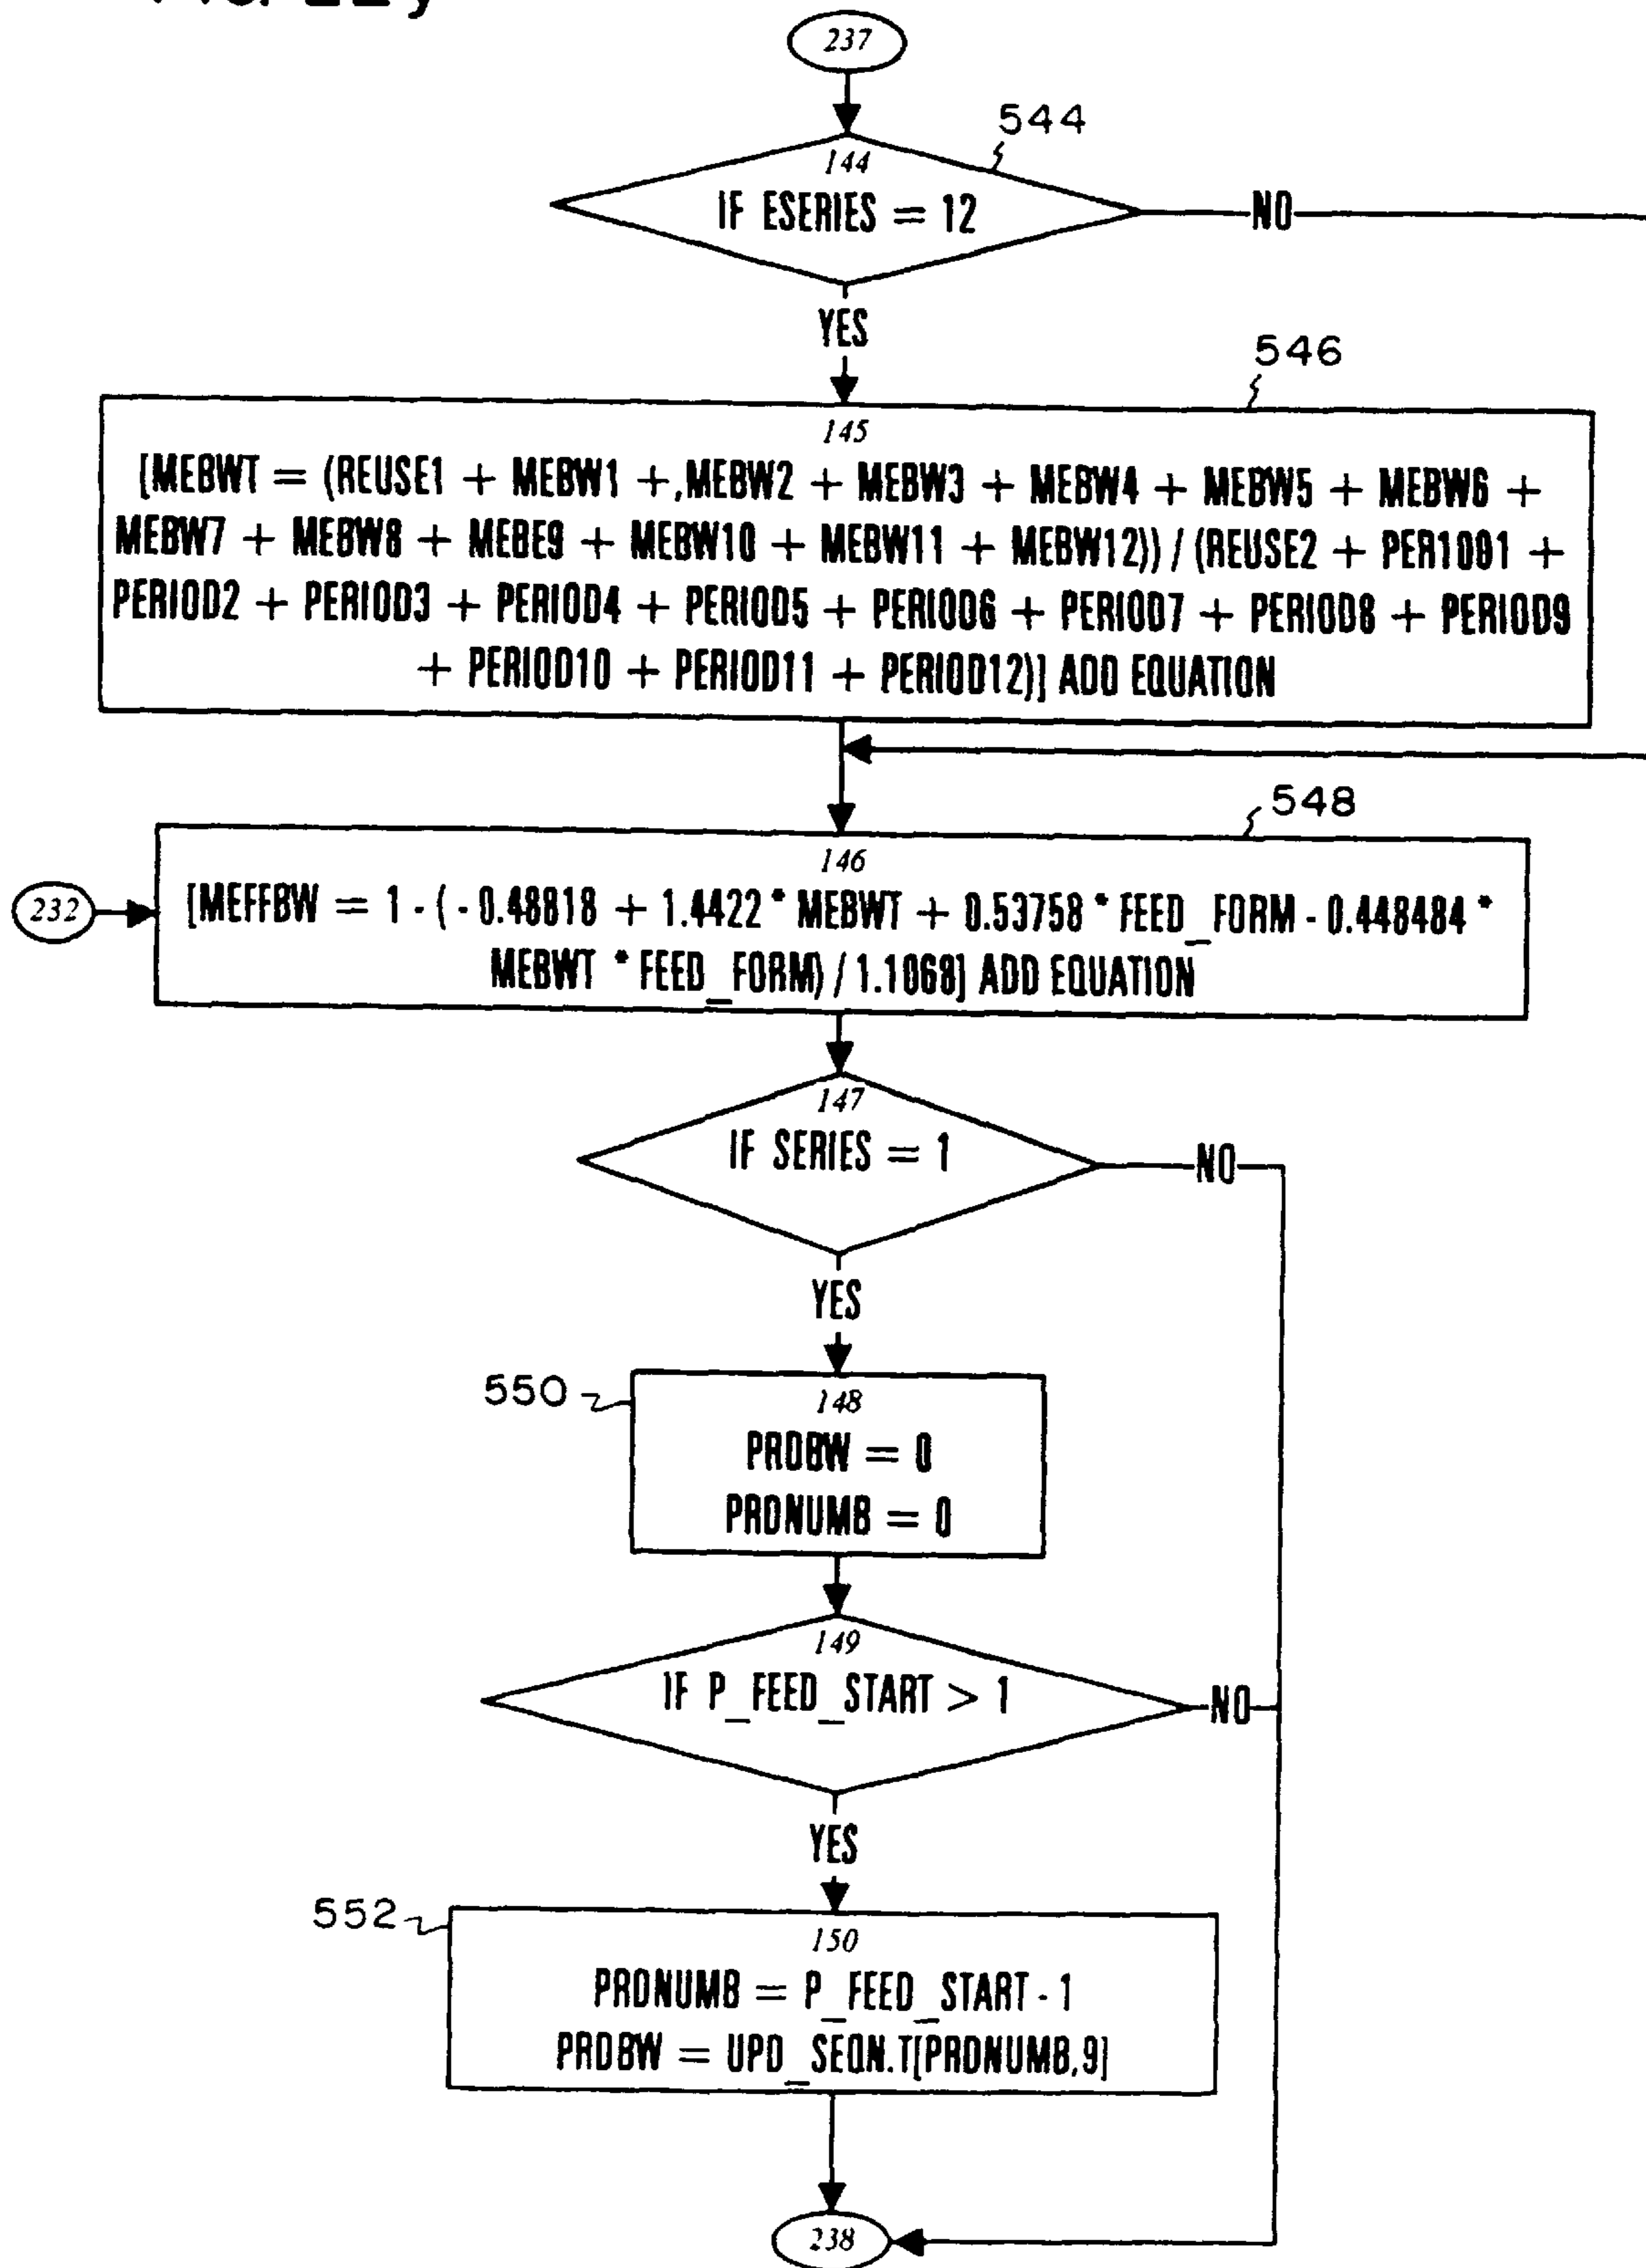 237
544
144
IF ESERIES = 12
NO
YES
546
145
[MEBWT = (REUSE1 + MEBW1 +,MEBW2 + MEBW3 + MEBW4 + MEBW5 + MEBW6 +
MEBW7 + MEBW8 + MEBE9 + MEBW10 + MEBW11 + MEBW12)) / (REUSE2 + PER1OD1 +
PERIOD2 + PERIOD3 + PERIOD4 + PERIOD5 + PERIOD6 + PERIOD7 + PERIOD8 + PERIOD9
+ PERIOD10 + PERIOD11 + PERIOD12)] ADD EQUATION
548
146
232
[MEFFBW = 1 - ( - 0.48818 + 1.4422 * MEBWT + 0.53758 * FEED_FORM - 0.448484 *
MEBWT * FEED_FORM) / 1.1068] ADD EQUATION
147
IF SERIES = 1
NO
YES
550
148
PRDBW = 0
PRDNUMB = 0
149
IF P_FEED_START > 1
NO
YES
552
150
PRDNUMB = P_FEED_START - 1
PRDBW = UPD_SEQN.T[PRDNUMB,9]
238